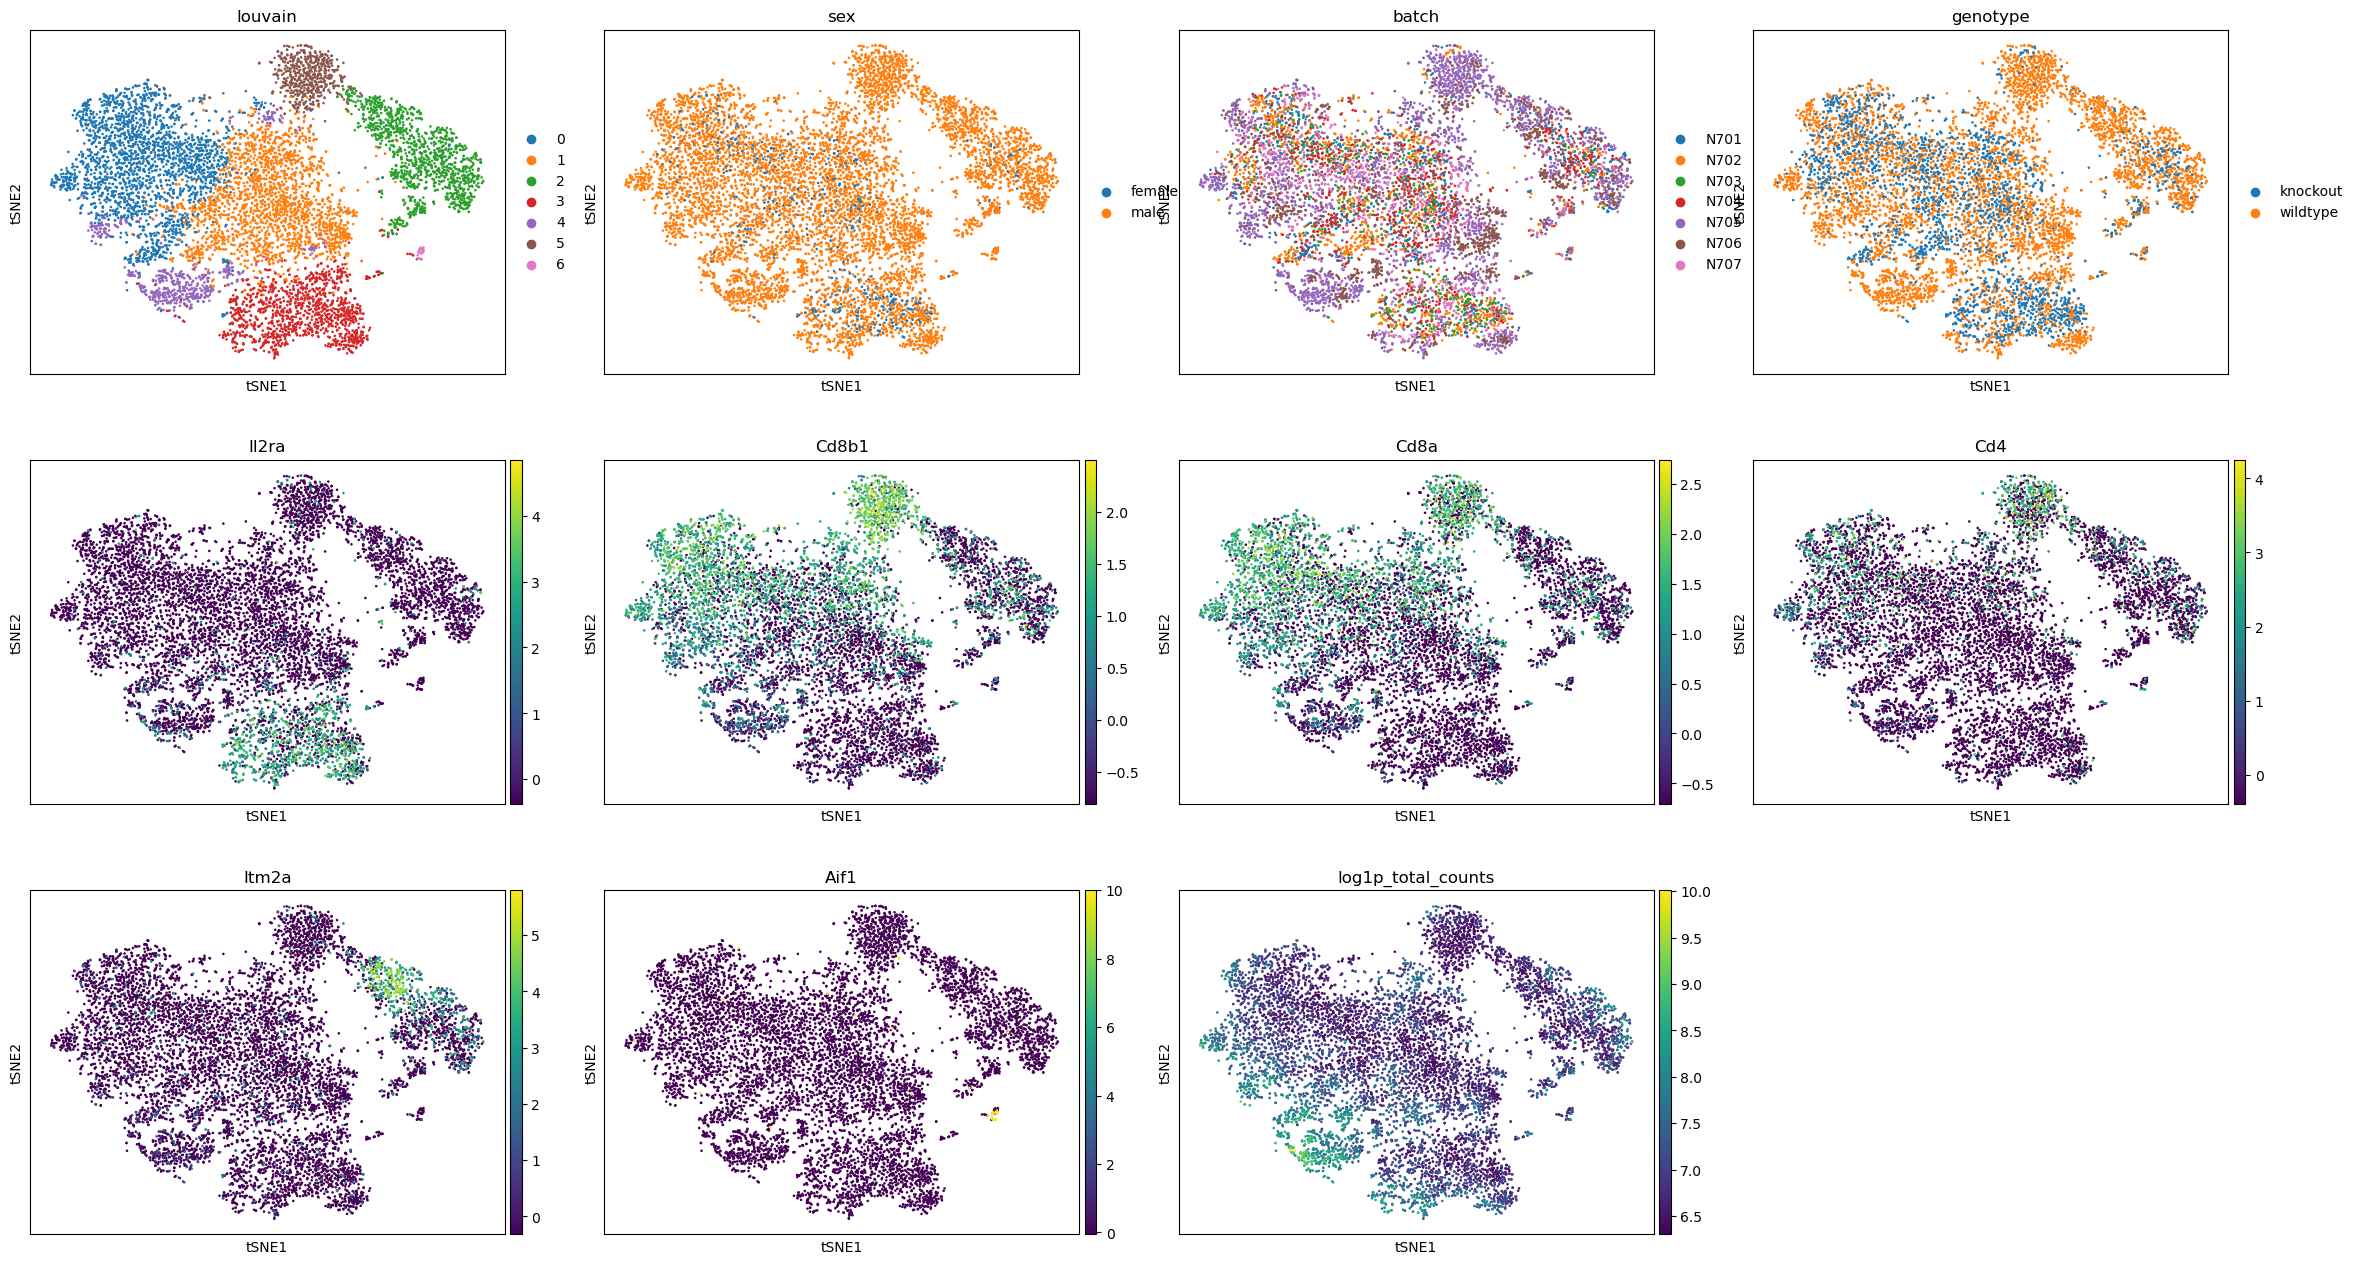 louvain
tSNE2
tSNE1
0
1
2
3
4
5
6
sex
tSNE2
tSNE1
female
male
batch
tSNE2
tSNE1
N701
N702
N703
N704
N705
N706
N707
genotype
tSNE2
tSNE1
knockout
wildtype
Il2ra
tSNE2
tSNE1
4
3
2
1
0
Cd8b1
tSNE2
tSNE1
2.0
1.5
1.0
0.5
0.0
−0.5
Cd8a
tSNE2
tSNE1
2.5
2.0
1.5
1.0
0.5
0.0
−0.5
Cd4
tSNE2
tSNE1
4
3
2
1
0
Itm2a
tSNE2
tSNE1
5
4
3
2
1
0
Aif1
tSNE2
tSNE1
10
8
6
4
2
0
log1p_total_counts
tSNE2
tSNE1
10.0
9.5
9.0
8.5
8.0
7.5
7.0
6.5